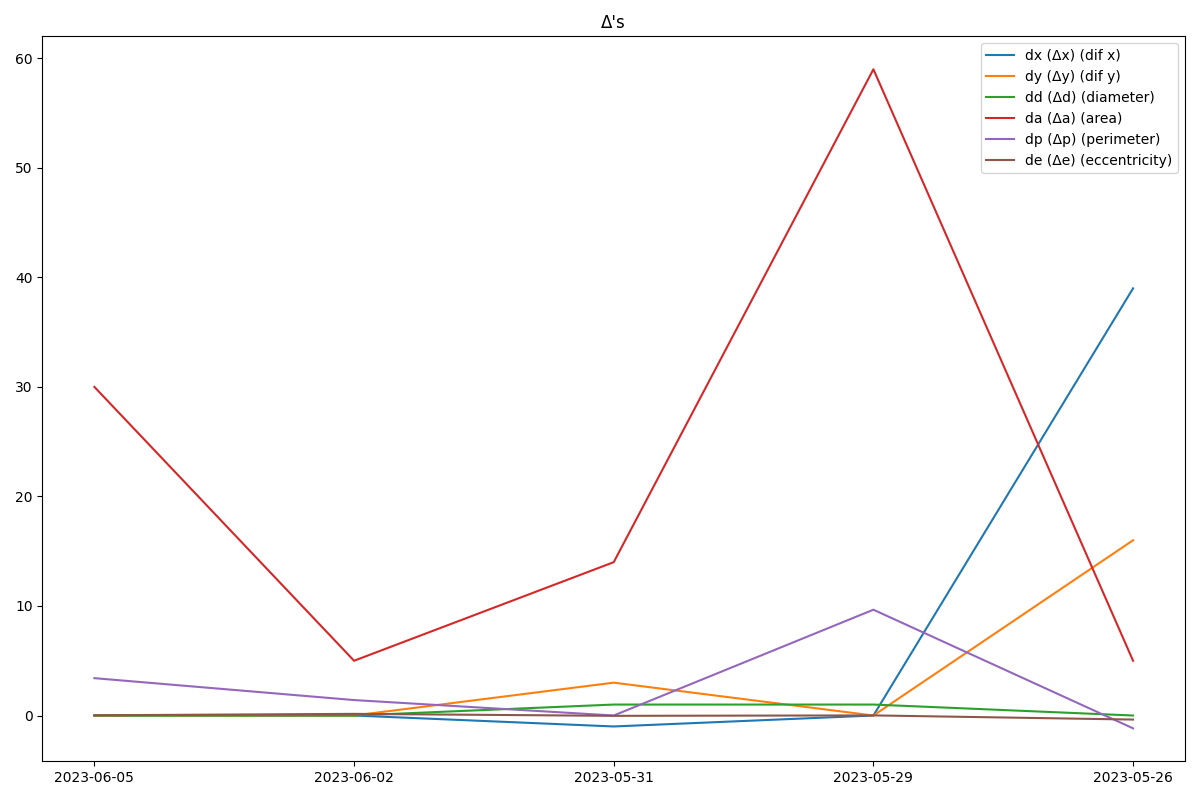 Δ's
dx (Δx) (dif x)
dy (Δy) (dif y)
dd (Δd) (diameter)
da (Δa) (area)
dp (Δp) (perimeter)
de (Δe) (eccentricity)
60
50
40
30
20
10
0
2023-06-05 2023-06-02 2023-05-31 2023-05-29 2023-05-26